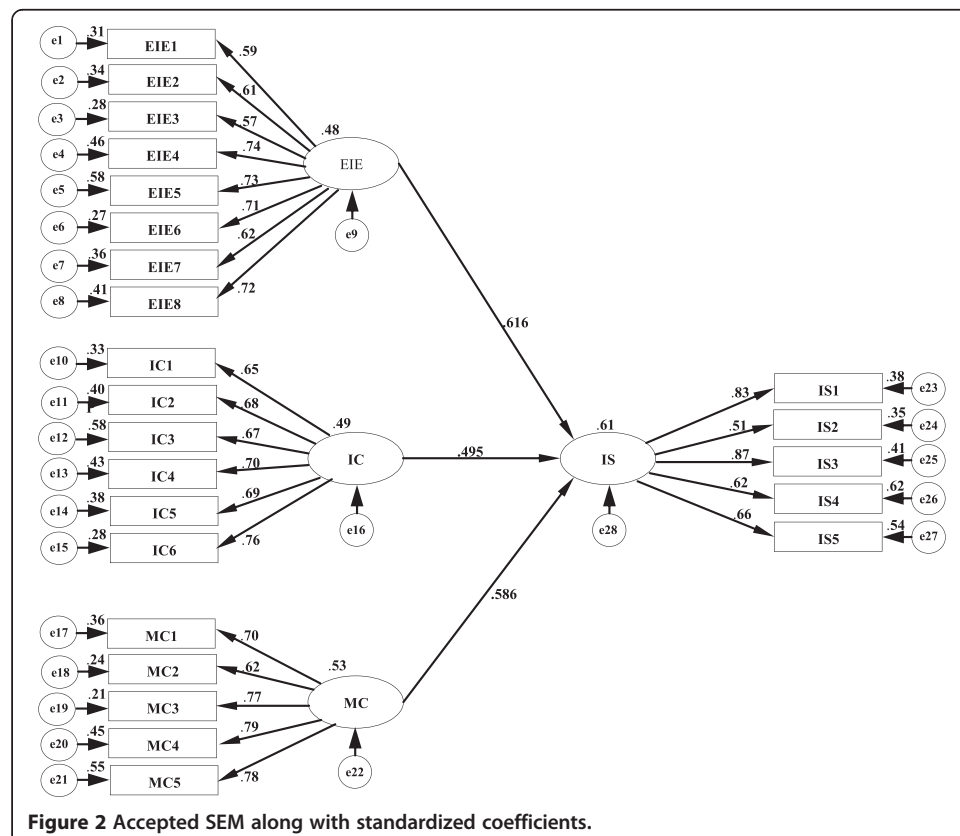 e1 .31 EIE1 .59
e2 .34 EIE2 .61
e3 .28 EIE3 .57 .48
e4 .46 EIE4 .74 EIE
e5 .58 EIE5 .73
e6 .27 EIE6 .71
e7 .36 EIE7 .62 e9
e8 .41 EIE8 .72
.616
e10 .33 IC1 .65
e11 .40 IC2 .68
1
e12 .58 IC3 .67 .49
e13 .43 IC4 .70 IC .495
e14 .38 IC5 .69
e15 .28 IC6 .76 e16
.61 IS e28
.83 IS1 .38 e23
.51 IS2 .35 e24
.87 IS3 .41 e25
.62 IS4 .62 e26
.66 IS5 .54 e27
.586
e17 .36 MC1 .70
e18 .24 MC2 .62 .53
e19 .21 MC3 .77 MC
e20 .45 MC4 .79
e21 .55 MC5 .78 e22
Figure 2 Accepted SEM along with standardized coefficients.